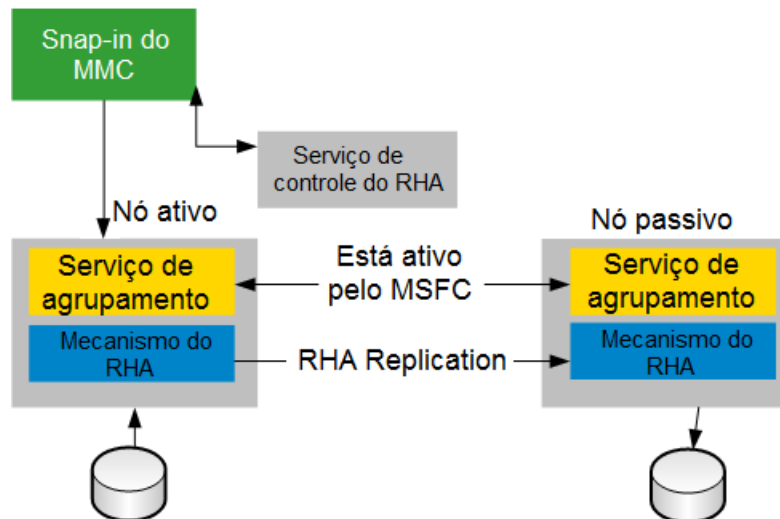 Snap-in do
MMC
Serviço de
controle do RHA
Nó ativo
Nó passivo
Serviço de
agrupamento
Está ativo
pelo MSFC
Serviço de
agrupamento
Mecanismo do
RHA
RHA Replication
Mecanismo do
RHA